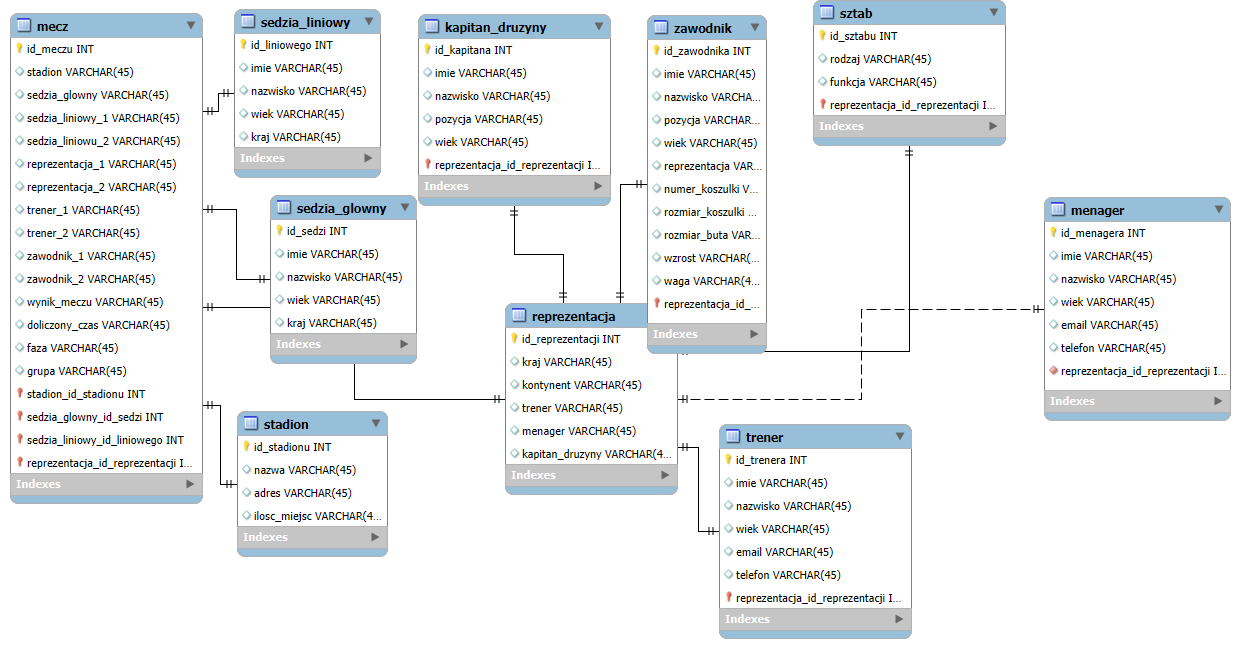 mecz
id_meczu INT
stadion VARCHAR(45)
sedzia_glowny VARCHAR(45)
sedzia_liniowy_1 VARCHAR(45)
sedzia_liniowu_2 VARCHAR(45)
reprezentacja_1 VARCHAR(45)
reprezentacja_2 VARCHAR(45)
trener_1 VARCHAR(45)
trener_2 VARCHAR(45)
zawodnik_1 VARCHAR(45)
zawodnik_2 VARCHAR(45)
wynik_meczu VARCHAR(45)
doliczony_czas VARCHAR(45)
faza VARCHAR(45)
grupa VARCHAR(45)
stadion_id_stadionu INT
sedzia_glowny_id_sedzi INT
sedzia_liniowy_id_liniowego INT
reprezentacja_id_reprezentacji I...
Indexes
sedzia_liniowy
id_liniowego INT
imie VARCHAR(45)
nazwisko VARCHAR(45)
wiek VARCHAR(45)
kraj VARCHAR(45)
Indexes
sedzia_glowny
id_sedzi INT
imie VARCHAR(45)
nazwisko VARCHAR(45)
wiek VARCHAR(45)
kraj VARCHAR(45)
Indexes
stadion
id_stadionu INT
nazwa VARCHAR(45)
adres VARCHAR(45)
ilosc_miejsc VARCHAR(4...
Indexes
kapitan_druzyny
id_kapitana INT
imie VARCHAR(45)
nazwisko VARCHAR(45)
pozycja VARCHAR(45)
wiek VARCHAR(45)
reprezentacja_id_reprezentacji I...
Indexes
reprezentacja
id_reprezentacji INT
kraj VARCHAR(45)
kontynent VARCHAR(45)
trener VARCHAR(45)
menager VARCHAR(45)
kapitan_druzyny VARCHAR(4...
Indexes
zawodnik
id_zawodnika INT
imie VARCHAR(45)
nazwisko VARCHA...
pozycja VARCHAR(...
wiek VARCHAR(45)
reprezentacja VAR...
numer_koszulki V...
rozmiar_koszulki ...
rozmiar_buta VAR...
wzrost VARCHAR(...
waga VARCHAR(4...
reprezentacja_id_...
Indexes
sztab
id_sztabu INT
rodzaj VARCHAR(45)
funkcja VARCHAR(45)
reprezentacja_id_reprezentacji I...
Indexes
trener
id_trenera INT
imie VARCHAR(45)
nazwisko VARCHAR(45)
wiek VARCHAR(45)
email VARCHAR(45)
telefon VARCHAR(45)
reprezentacja_id_reprezentacji I...
Indexes
menager
id_menagera INT
imie VARCHAR(45)
nazwisko VARCHAR(45)
wiek VARCHAR(45)
email VARCHAR(45)
telefon VARCHAR(45)
reprezentacja_id_reprezentacji I...
Indexes